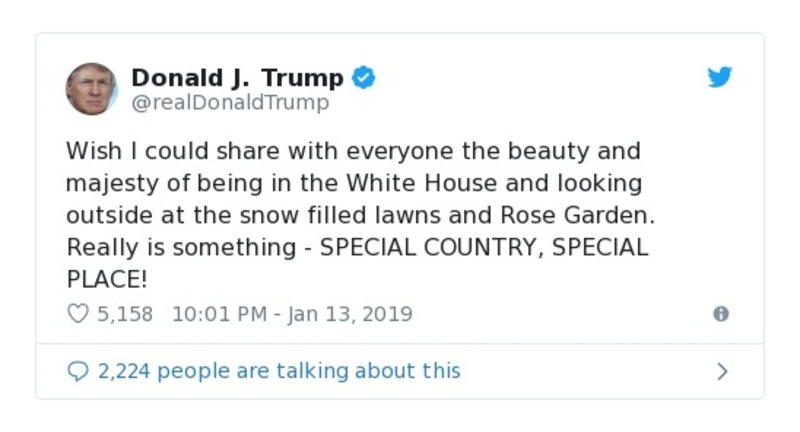 Donald J. Trump
@realDonaldTrump
Wish I could share with everyone the beauty and
majesty of being in the White House and looking
outside at the snow filled lawns and Rose Garden.
Really is something - SPECIAL COUNTRY, SPECIAL
PLACE!
5,158 10:01 PM - Jan 13, 2019
2,224 people are talking about this